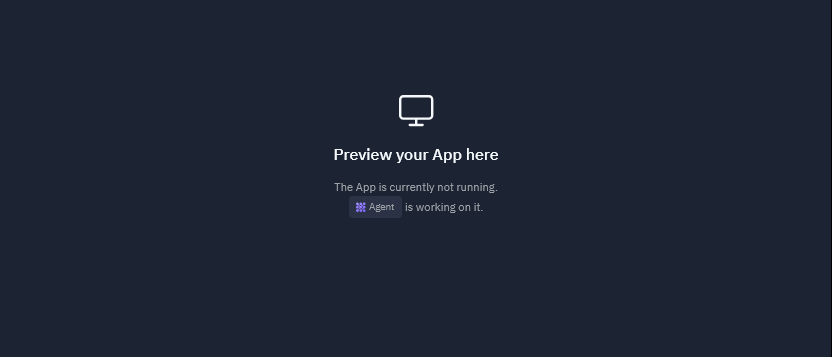 Preview your App here
The App is currently not running.
Agent is working on it.